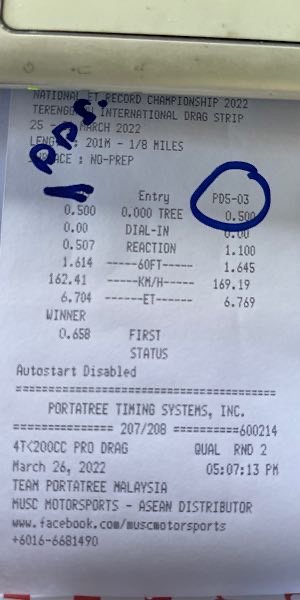 NATIONAL ET RECORD CHAMPIONSHIP 2022
TERENGG INTERNATIONAL DRAG STRIP
25 MARCH 2022
: 201M - 1/8 MILES
: NO-PREP
Entry PD5-03
0.500 0.000 TREE 0.500
0.00 DIAL-IN 0.00
0.507 REACTION 1.100
1.614 -----60FT----- 1.645
162.41 -----KM/H----- 169.19
6.704 ------ET------ 6.769
WINNER
0.658 FIRST
STATUS
Autostart Disabled
========================================
PORTATREE TIMING SYSTEMS, INC.
=============== 207/208 ==========600214
4T<200CC PRO DRAG QUAL RND 2
March 26, 2022 05:07:13 PM
TEAM PORTATREE MALAYSIA
MUSC MOTORSPORTS - ASEAN DISTRIBUTOR
www.facebook.com/muscmotorsports
+6016-6681490